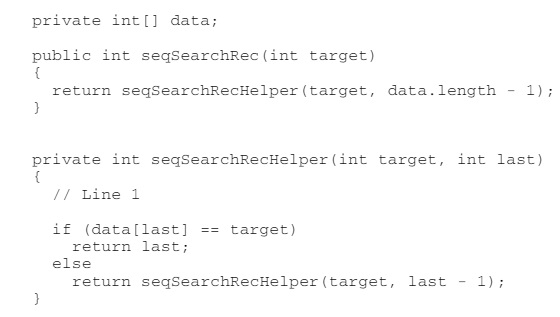 private int[] data;
public int seqSearchRec(int target)
{
return seqSearchRecHelper(target, data.length - 1);
}
private int seqSearchRecHelper(int target, int last)
{
// Line 1
if (data[last] == target)
return last;
else
return seqSearchRecHelper(target, last - 1);
}